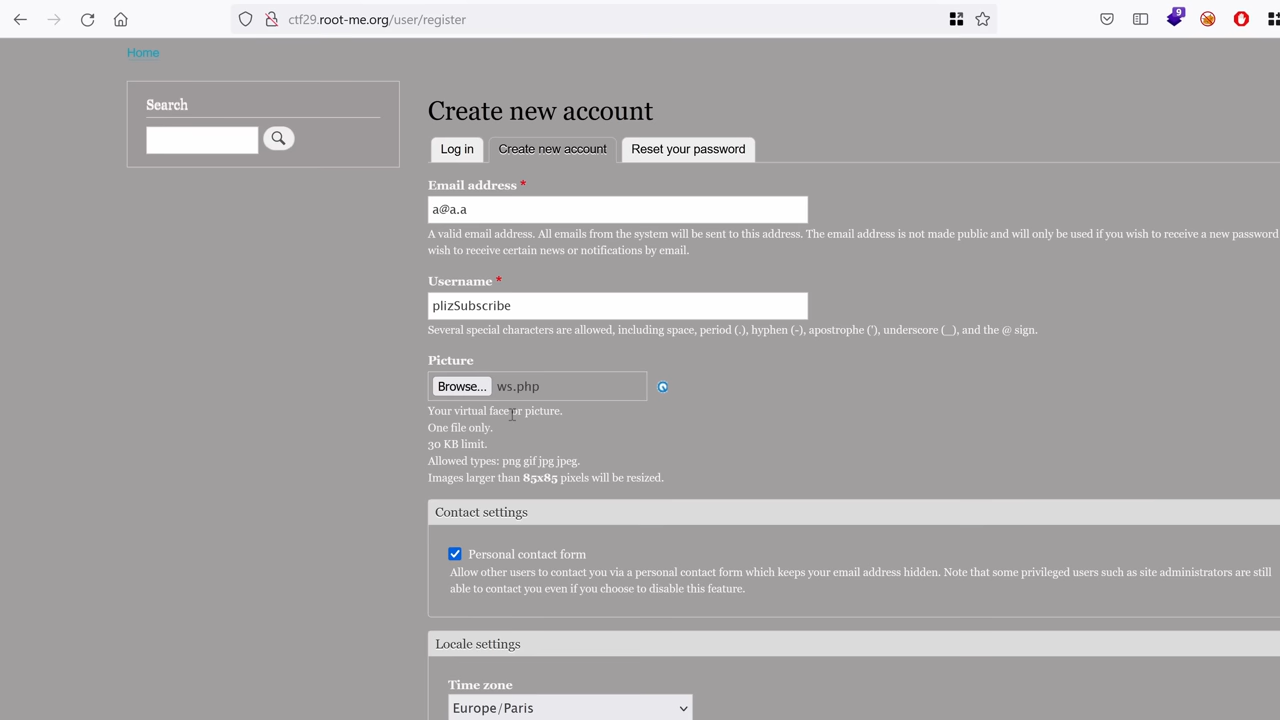 ctf29.root-me.org/user/register
9
Home
Search
Create new account
Log in
Create new account
Reset your password
Email address *
a@a.a
A valid email address. All emails from the system will be sent to this address. The email address is not made public and will only be used if you wish to receive a new password
wish to receive certain news or notifications by email.
Username *
plizSubscribe
Several special characters are allowed, including space, period (.), hyphen (-), apostrophe ('), underscore (_), and the @ sign.
Picture
Browse... ws.php
Your virtual face or picture.
One file only.
30 KB limit.
Allowed types: png gif jpg jpeg.
Images larger than 85x85 pixels will be resized.
Contact settings
Personal contact form
Allow other users to contact you via a personal contact form which keeps your email address hidden. Note that some privileged users such as site administrators are still
able to contact you even if you choose to disable this feature.
Locale settings
Time zone
Europe/Paris